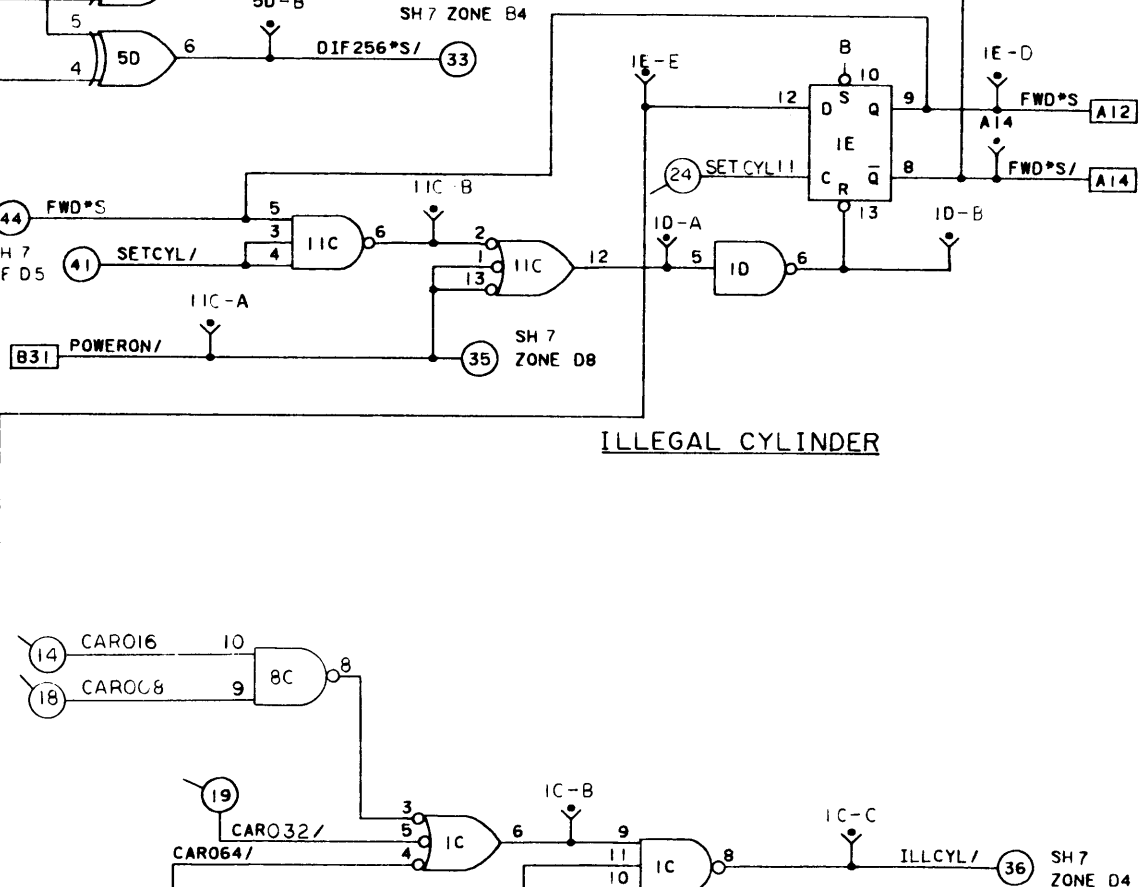 5D-B
SH 7 ZONE B4
5
4
5D
6
DIF256*S/
33
1E-E
B
10
1E-D
12
D
S
Q
9
FWD*S
A12
A14
1E
24
SETCYL11
C
R
Q
8
FWD*S/
A14
13
11C-B
44
FWD*S
5
3
4
11C
6
2
1
13
11C
12
1D-A
5
1D
6
1D-B
H 7
E D5
41
SETCYL/
11C-A
B31
POWERON/
35
SH 7
ZONE D8
ILLEGAL CYLINDER
14
CAR016
10
18
CAR008
9
8C
8
19
CAR032/
CAR064/
3
5
4
1C
6
1C-B
9
11
10
1C
8
1C-C
ILLCYL/
36
SH 7
ZONE D4